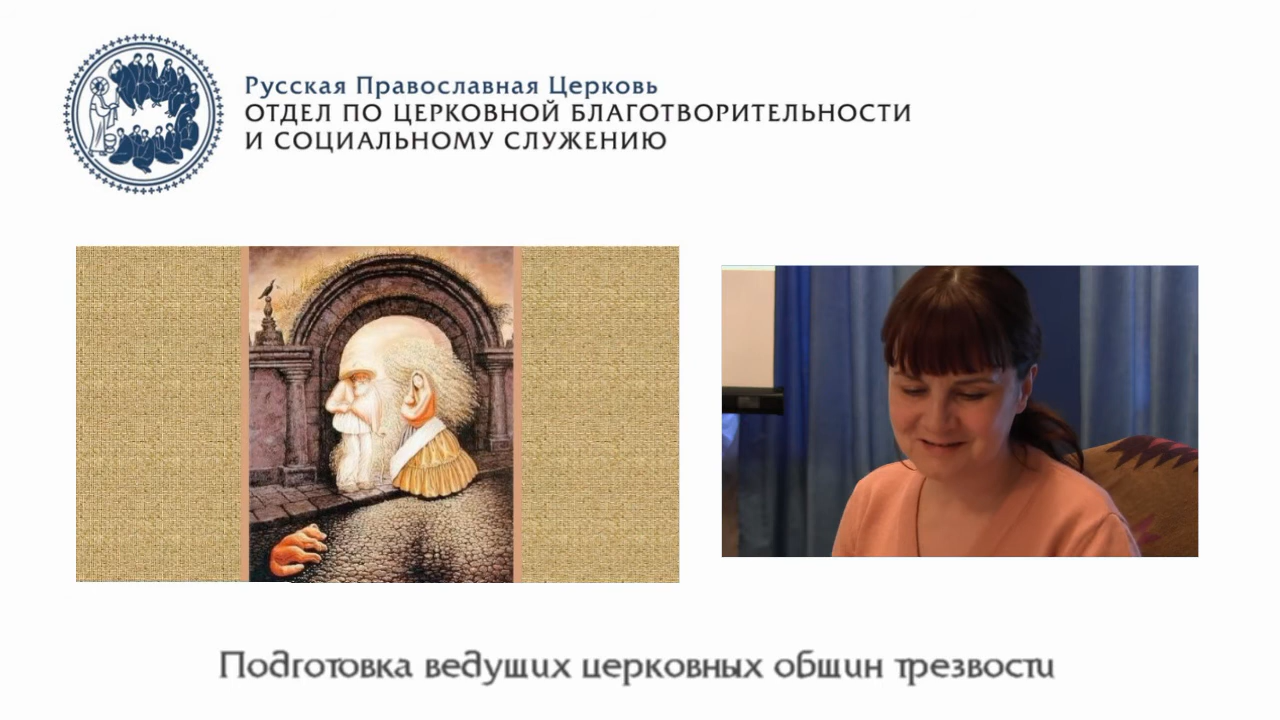 Русская Православная Церковь
ОТДЕЛ ПО ЦЕРКОВНОЙ БЛАГОТВОРИТЕЛЬНОСТИ
И СОЦИАЛЬНОМУ СЛУЖЕНИЮ
Подготовка ведущих церковных общин трезвости